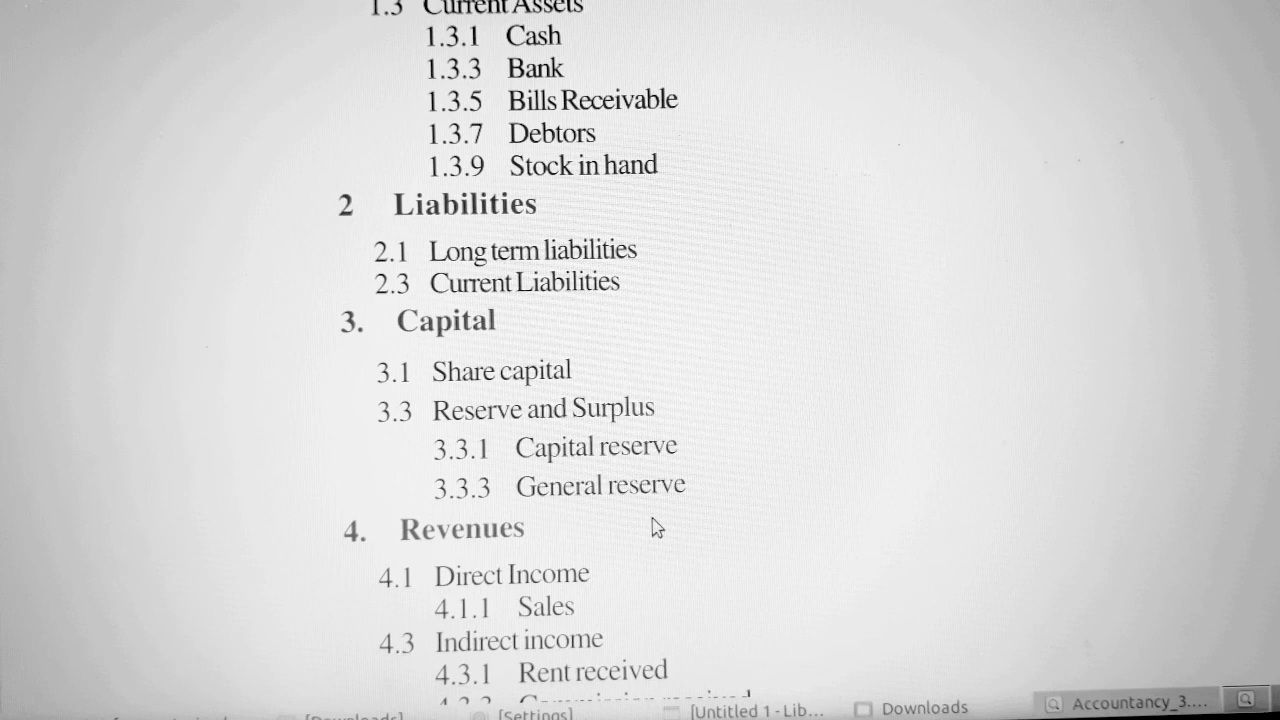 1.3 Current Assets
1.3.1 Cash
1.3.3 Bank
1.3.5 Bills Receivable
1.3.7 Debtors
1.3.9 Stock in hand
2 Liabilities
2.1 Long term liabilities
2.3 Current Liabilities
3. Capital
3.1 Share capital
3.3 Reserve and Surplus
3.3.1 Capital reserve
3.3.3 General reserve
4. Revenues
4.1 Direct Income
4.1.1 Sales
4.3 Indirect income
4.3.1 Rent received
[Downloads] [Settings] [Untitled 1 - Lib... Downloads Accountancy_3....